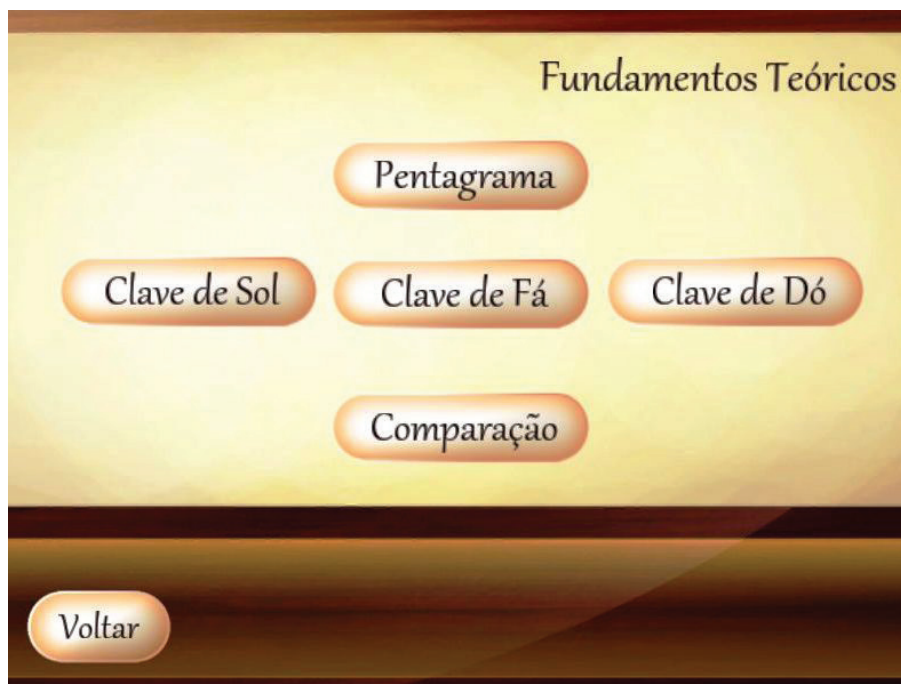 Fundamentos Teóricos
Pentagrama
Clave de Sol
Clave de Fá
Clave de Dó
Comparação
Voltar